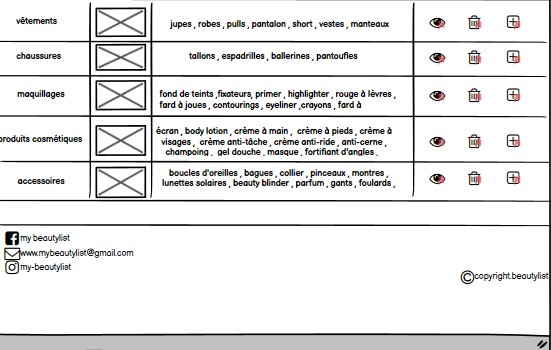 vêtements
jupes , robes , pulls , pantalon , short , vestes , manteaux
chaussures
tallons , espadrilles , ballerines , pantoufles
maquillages
fond de teints ,fixateurs, primer , highlighter , rouge à lèvres ,
fard à joues , contourings , eyeliner ,crayons , fard à
produits cosmétiques
écran , body lotion , crème à main , crème à pieds , crème à
visages , crème anti-tâche , crème anti-ride , anti-cerne ,
champoing , gel douche , masque , fortifiant d'angles ,
accessoires
boucles d'oreilles , bagues , collier , pinceaux , montres ,
lunettes solaires , beauty blinder , parfum , gants , foulards ,
my beautylist
www.mybeautylist@gmail.com
my-beautylist
©copyright.beautylist